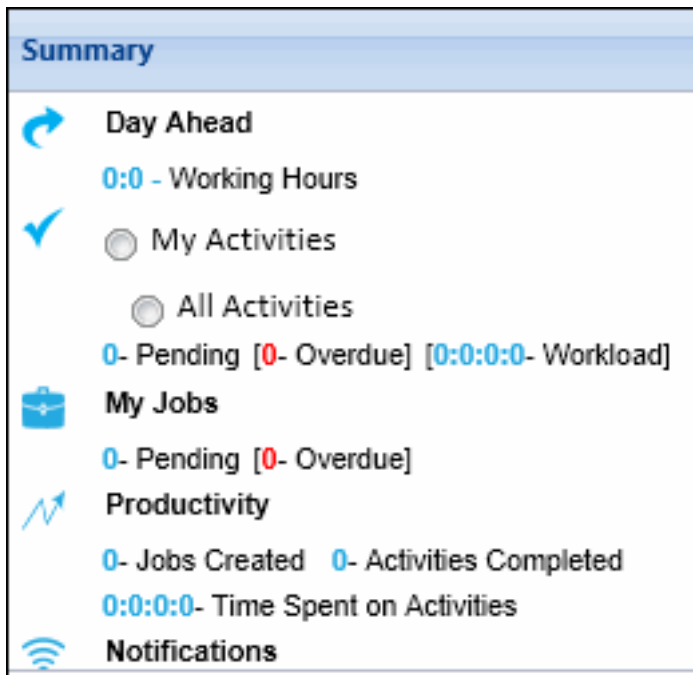 Summary
Day Ahead
0:0 - Working Hours
My Activities
All Activities
0- Pending [0- Overdue] [0:0:0:0- Workload]
My Jobs
0- Pending [0- Overdue]
Productivity
0- Jobs Created 0- Activities Completed
0:0:0:0- Time Spent on Activities
Notifications